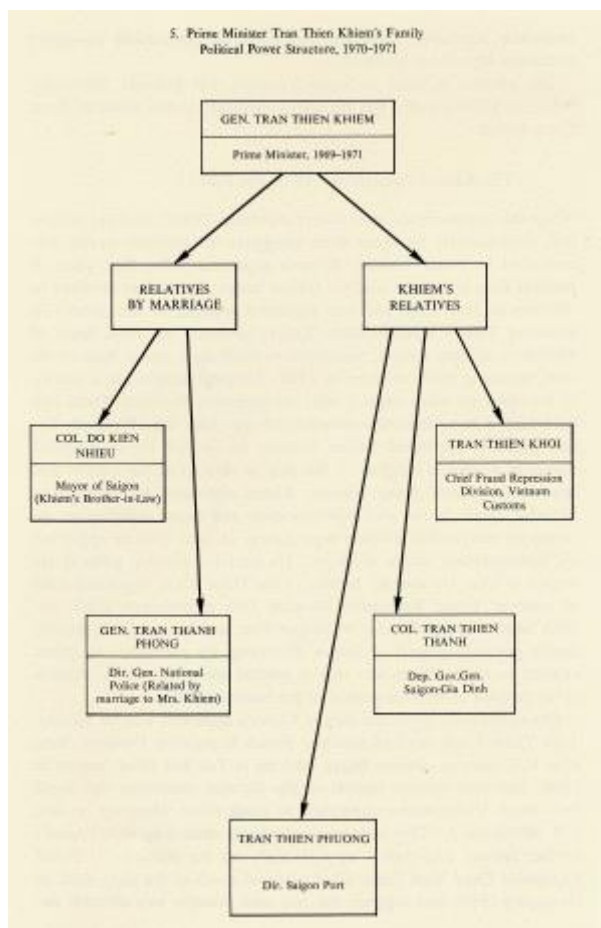 5. Prime Minister Tran Thien Khiem's Family
Political Power Structure, 1970–1971
GEN. TRAN THIEN KHIEM
Prime Minister, 1969–1971
RELATIVES
BY MARRIAGE
KHIEM'S
RELATIVES
COL. DO KIEN
NHIEU
Mayor of Saigon
(Khiem's Brother-in-Law)
TRAN THIEN KHOI
Chief Fraud Repression
Division, Vietnam
Customs
GEN. TRAN THANH
PHONG
Dir. Gen. National
Police (Related by
marriage to Mrs. Khiem)
COL. TRAN THIEN
THANH
Dep. Gov.Gen.
Saigon-Gia Dinh
TRAN THIEN PHUONG
Dir. Saigon Port